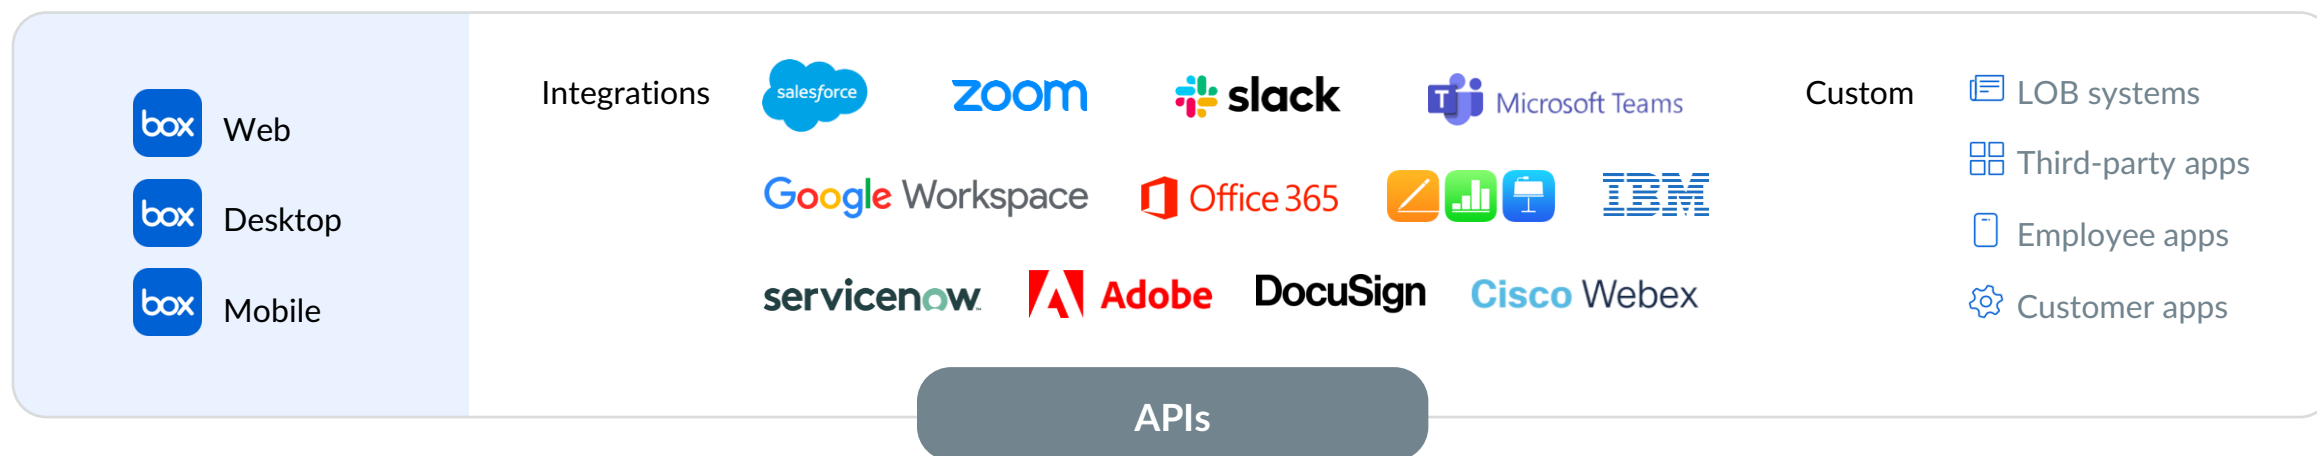 box Web
box Desktop
box Mobile
Integrations
salesforce zoom slack Microsoft Teams
Google Workspace Office 365 IBM
servicenow Adobe DocuSign Cisco Webex
Custom
LOB systems
Third-party apps
Employee apps
Customer apps
APIs